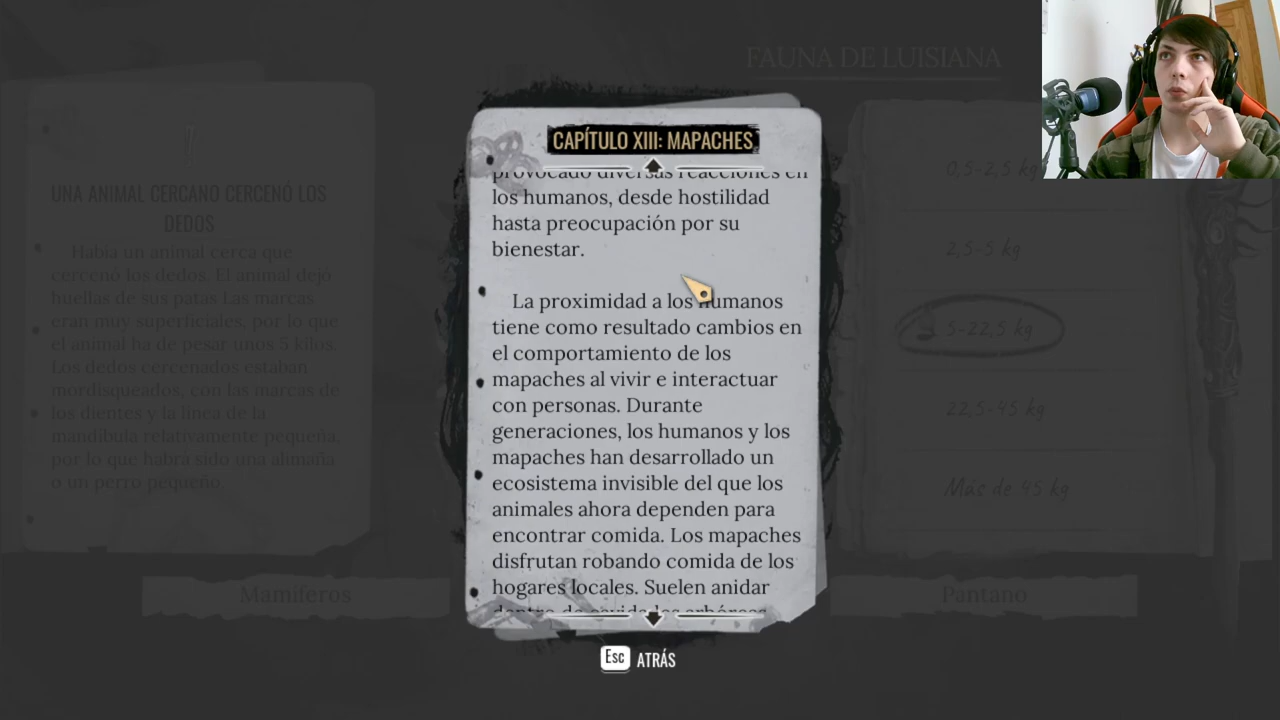 FAUNA DE LUISIANA
!
UNA ANIMAL CERCANO CERCENÓ LOS
DEDOS
Había un animal cerca que
cercenó los dedos. El animal dejó
huellas de sus patas Las marcas
eran muy superficiales, por lo que
el animal ha de pesar unos 5 kilos.
Los dedos cercenados estaban
mordisqueados, con las marcas de
los dientes y la línea de la
mandíbula relativamente pequeña,
por lo que habrá sido una alimaña
o un perro pequeño.
Mamíferos
CAPÍTULO XIII: MAPACHES
provocado diversas reacciones en
los humanos, desde hostilidad
hasta preocupación por su
bienestar.
La proximidad a los humanos
tiene como resultado cambios en
el comportamiento de los
mapaches al vivir e interactuar
con personas. Durante
generaciones, los humanos y los
mapaches han desarrollado un
ecosistema invisible del que los
animales ahora dependen para
encontrar comida. Los mapaches
disfrutan robando comida de los
hogares locales. Suelen anidar
dentro de cavidades arbóreas
Esc ATRÁS
0,5-2,5 kg
2,5-5 kg
5-22,5 kg
22,5-45 kg
Más de 45 kg
Pantano